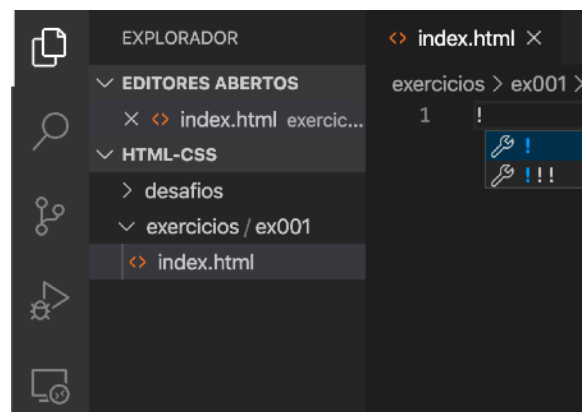 EXPLORADOR
EDITORES ABERTOS
index.html exercic...
HTML-CSS
desafios
exercicios / ex001
index.html
index.html
exercicios > ex001 >
1 !
!
!!!